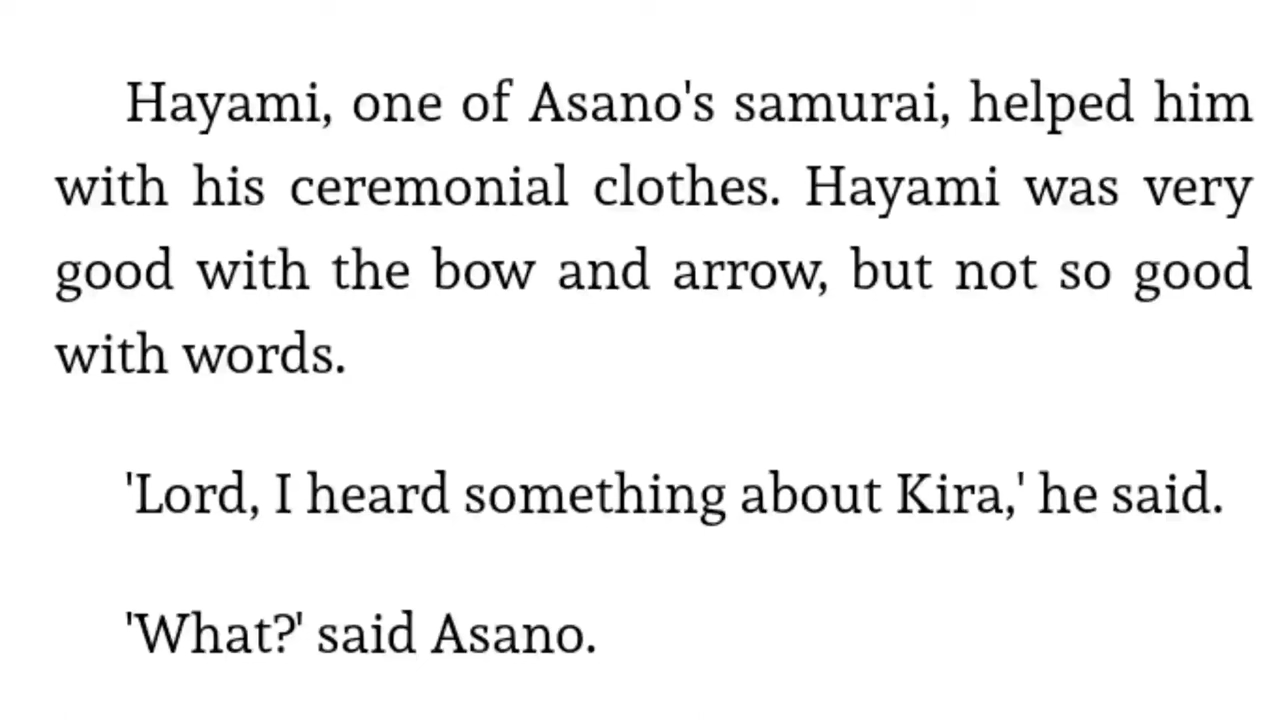 Hayami, one of Asano's samurai, helped him
with his ceremonial clothes. Hayami was very
good with the bow and arrow, but not so good
with words.
'Lord, I heard something about Kira,' he said.
'What?' said Asano.